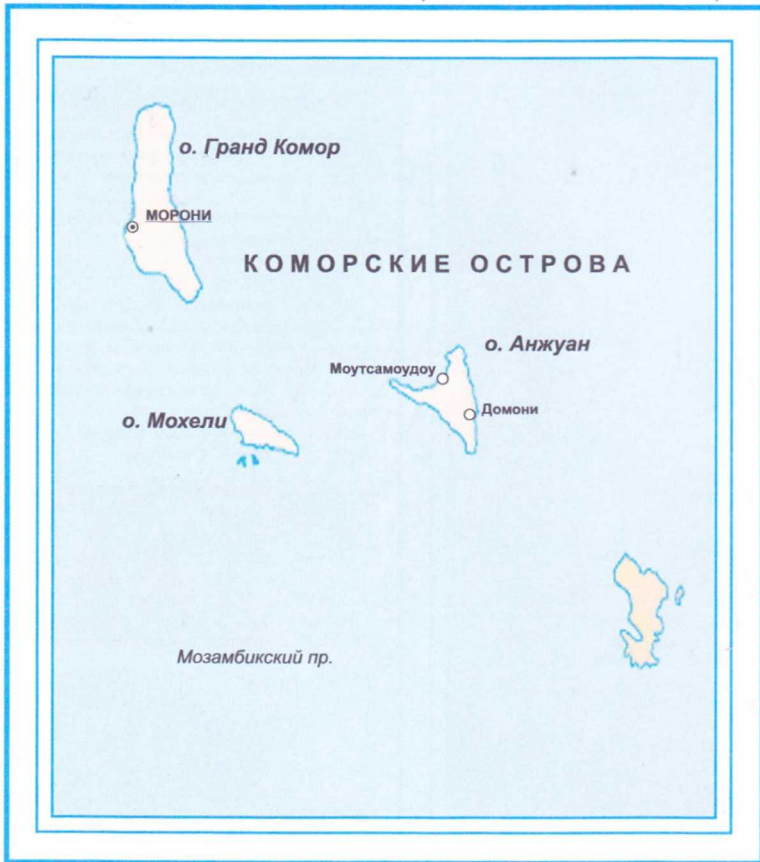 о. Гранд Комор
МОРОНИ
КОМОРСКИЕ ОСТРОВА
о. Анжуан
Моутсамоудоу
Домони
о. Мохели
Мозамбикский пр.